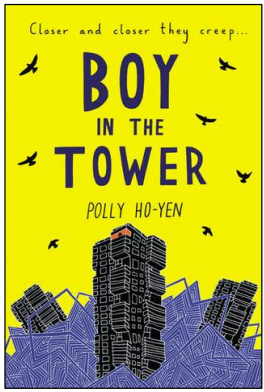 Closer and closer they creep...
BOY
IN THE
TOWER
POLLY HO-YEN